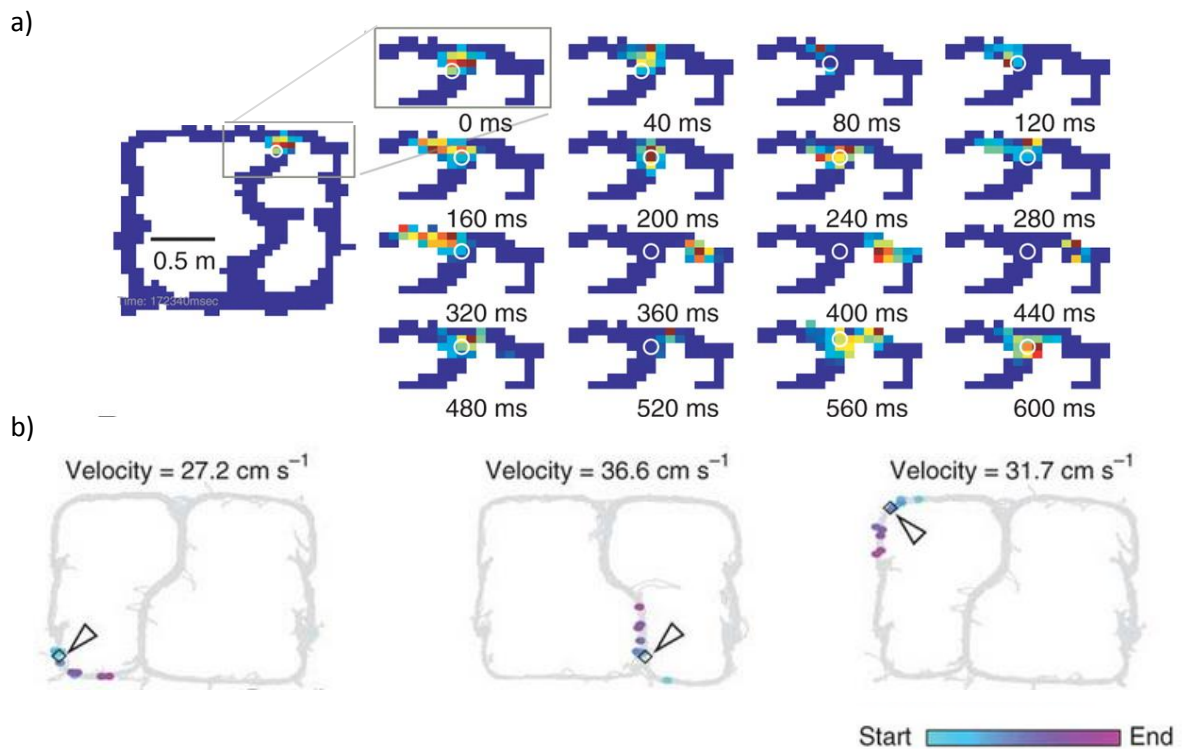 a)
0 ms 40 ms 80 ms 120 ms
0.5 m
Time: 172340msec
160 ms 200 ms 240 ms 280 ms
320 ms 360 ms 400 ms 440 ms
480 ms 520 ms 560 ms 600 ms
b)
Velocity = 27.2 cm s⁻¹ Velocity = 36.6 cm s⁻¹ Velocity = 31.7 cm s⁻¹
Start End